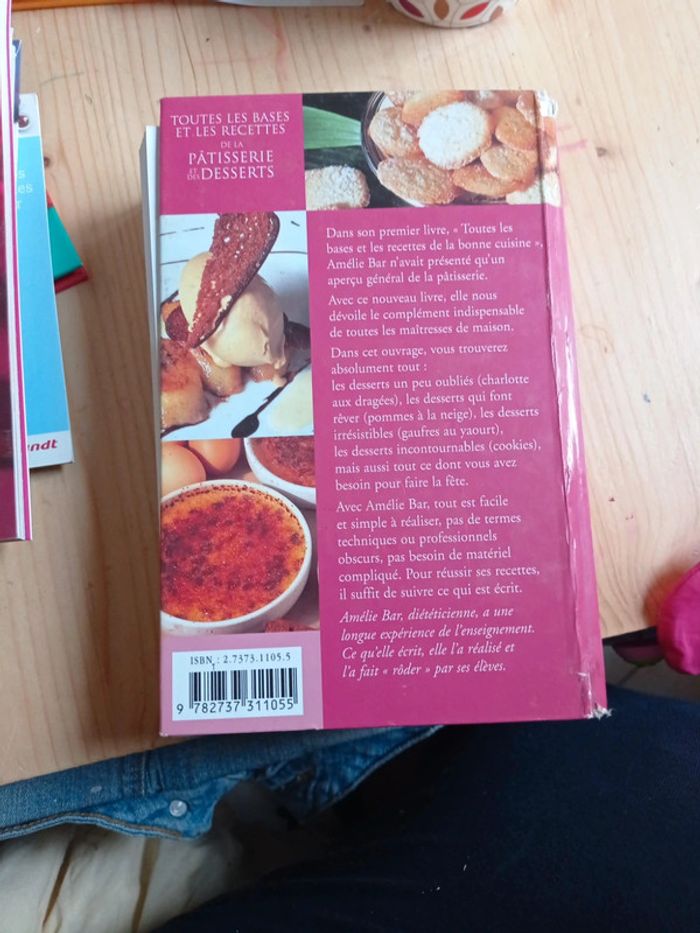 TOUTES LES BASES
ET LES RECETTES
DE LA
PÂTISSERIE
ET DES DESSERTS
Dans son premier livre, « Toutes les
bases et les recettes de la bonne cuisine »,
Amélie Bar n'avait présenté qu'un
aperçu général de la pâtisserie.
Avec ce nouveau livre, elle nous
dévoile le complément indispensable
de toutes les maîtresses de maison.
Dans cet ouvrage, vous trouverez
absolument tout :
les desserts un peu oubliés (charlotte
aux dragées), les desserts qui font
rêver (pommes à la neige), les desserts
irrésistibles (gaufres au yaourt),
les desserts incontournables (cookies),
mais aussi tout ce dont vous avez
besoin pour faire la fête.
Avec Amélie Bar, tout est facile
et simple à réaliser, pas de termes
techniques ou professionnels
obscurs, pas besoin de matériel
compliqué. Pour réussir ses recettes,
il suffit de suivre ce qui est écrit.
Amélie Bar, diététicienne, a une
longue expérience de l'enseignement.
Ce qu'elle écrit, elle l'a réalisé et
l'a fait « rôder » par ses élèves.
ISBN : 2.7373.1105.5
9 782737 311055
ndt